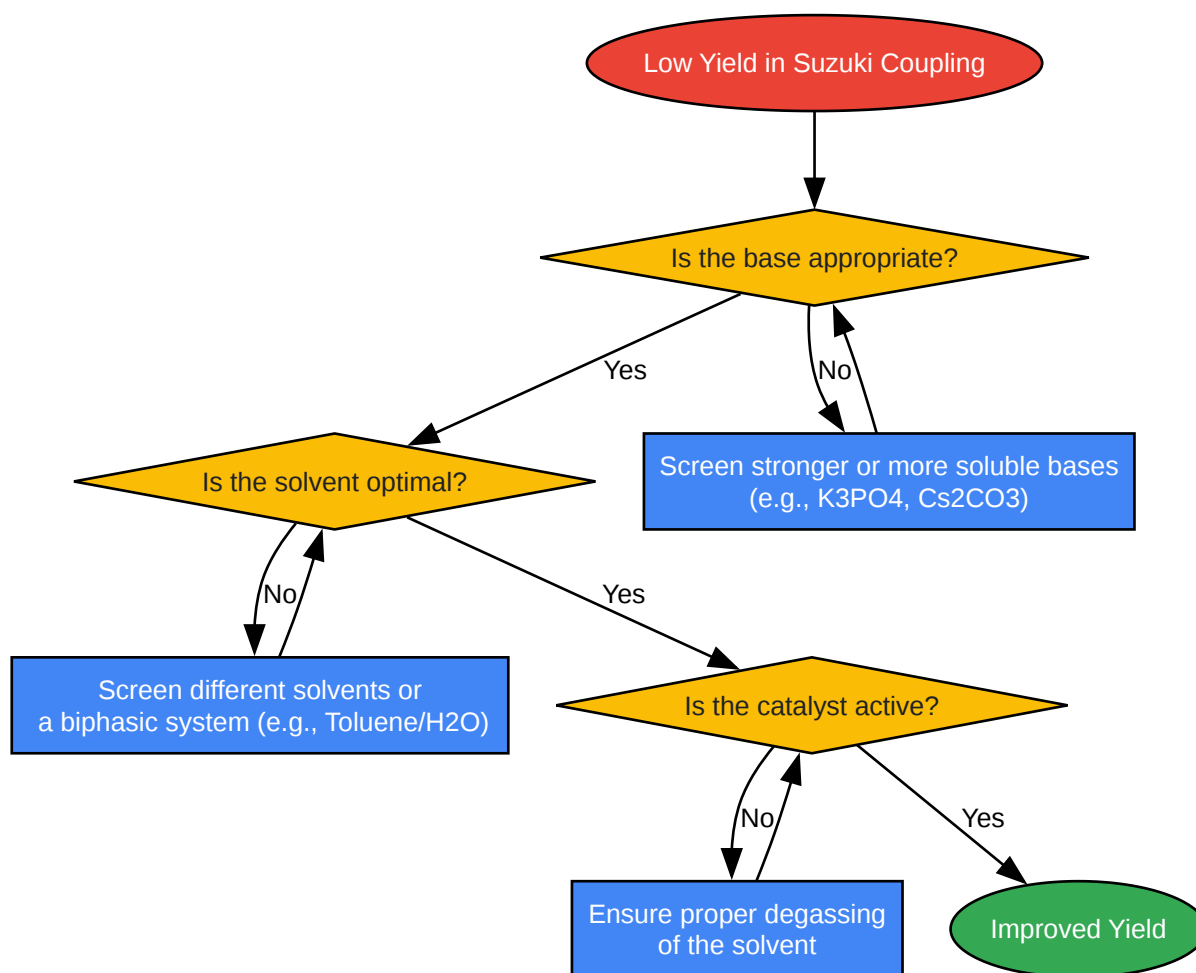 Low Yield in Suzuki Coupling
Is the base appropriate?
Yes
No
Is the solvent optimal?
Screen stronger or more soluble bases
(e.g., K3PO4, Cs2CO3)
No
Yes
Screen different solvents or
a biphasic system (e.g., Toluene/H2O)
Is the catalyst active?
No
Yes
Ensure proper degassing
of the solvent
Improved Yield